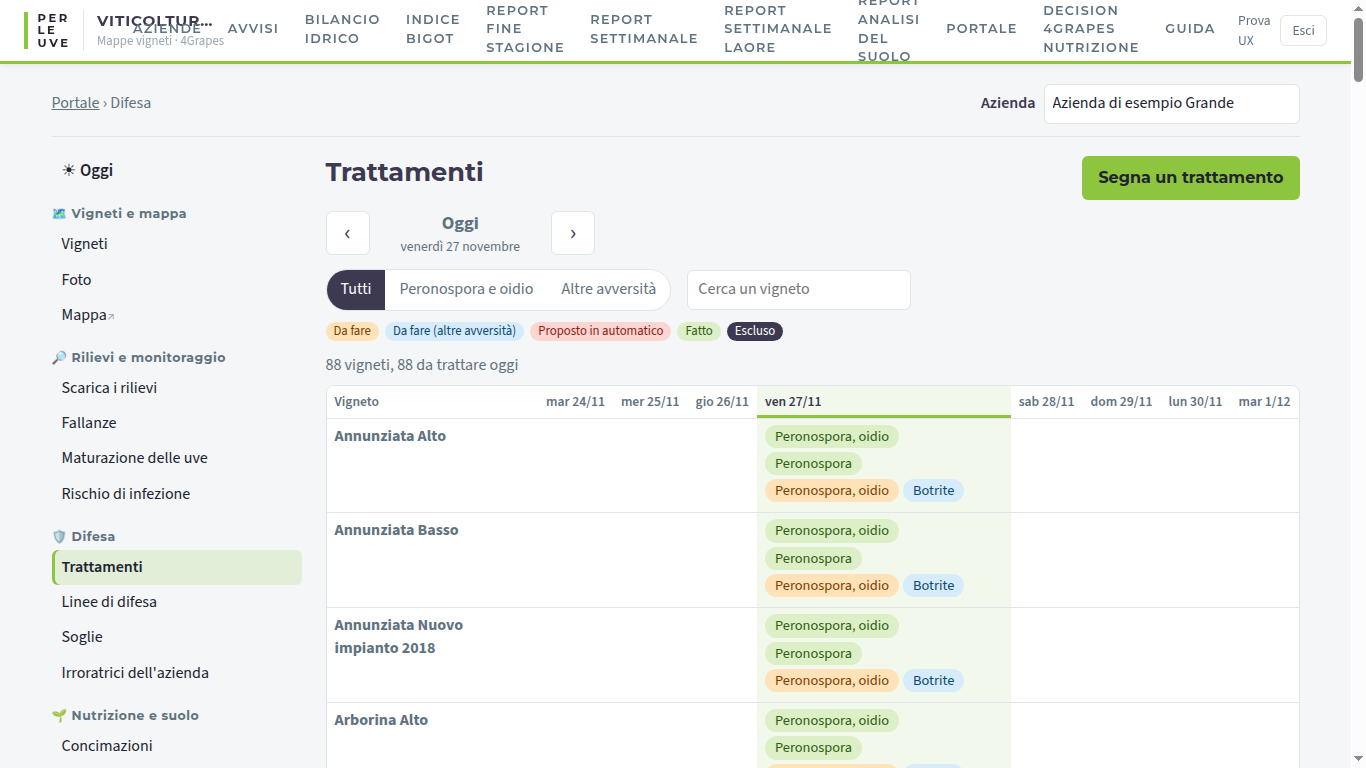 PER
LE
UVE
VITICOLTUR...
Mappe vigneti · 4Grapes
AZIENDE
AVVISI
BILANCIO
IDRICO
INDICE
BIGOT
REPORT
FINE
STAGIONE
REPORT
SETTIMANALE
REPORT
SETTIMANALE
LAORE
REPORT
ANALISI
DEL
SUOLO
PORTALE
DECISION
4GRAPES
NUTRIZIONE
GUIDA
Prova
UX
Esci
Portale › Difesa
Azienda
Azienda di esempio Grande
☀ Oggi
Vigneti e mappa
Vigneti
Foto
Mappa↗
Rilievi e monitoraggio
Scarica i rilievi
Fallanze
Maturazione delle uve
Rischio di infezione
Difesa
Trattamenti
Linee di difesa
Soglie
Irroratrici dell'azienda
Nutrizione e suolo
Concimazioni
Trattamenti
Segna un trattamento
‹
Oggi
venerdì 27 novembre
›
Tutti
Peronospora e oidio
Altre avversità
Cerca un vigneto
Da fare
Da fare (altre avversità)
Proposto in automatico
Fatto
Escluso
88 vigneti, 88 da trattare oggi
Vigneto mar 24/11 mer 25/11 gio 26/11 ven 27/11 sab 28/11 dom 29/11 lun 30/11 mar 1/12
Annunziata Alto
Peronospora, oidio
Peronospora
Peronospora, oidio Botrite
Annunziata Basso
Peronospora, oidio
Peronospora
Peronospora, oidio Botrite
Annunziata Nuovo
impianto 2018
Peronospora, oidio
Peronospora
Peronospora, oidio Botrite
Arborina Alto
Peronospora, oidio
Peronospora